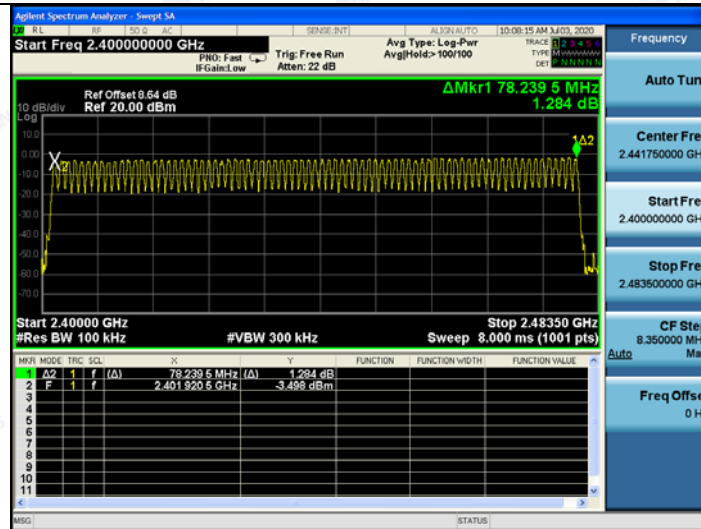 Agilent Spectrum Analyzer - Swept SA
RL RF 50 Ω AC SENSE:INT ALIGNAUTO 10:08:15 AM Jul 03, 2020
Start Freq 2.400000000 GHz
PNO: Fast
IFGain:Low
Trig: Free Run
Atten: 22 dB
Avg Type: Log-Pwr
Avg|Hold:>100/100
TRACE 1 2 3 4 5 6
TYPE M
DET P N N N N N
Ref Offset 8.64 dB
10 dB/div Ref 20.00 dBm
Log
ΔMkr1 78.239 5 MHz
1.284 dB
10.0
0.00
-10.0
-20.0
-30.0
-40.0
-50.0
-60.0
-70.0
1Δ2
X2
Start 2.40000 GHz Stop 2.48350 GHz
#Res BW 100 kHz #VBW 300 kHz Sweep 8.000 ms (1001 pts)
MKR MODE TRC SCL X Y FUNCTION FUNCTION WIDTH FUNCTION VALUE
1 Δ2 1 f (Δ) 78.239 5 MHz (Δ) 1.284 dB
2 F 1 f 2.401 920 5 GHz -3.498 dBm
3
4
5
6
7
8
9
10
11
MSG STATUS
Frequency
Auto Tun
Center Fre
2.441750000 GH
Start Fre
2.400000000 GH
Stop Fre
2.483500000 GH
CF Ste
8.350000 MH
Auto Ma
Freq Offse
0 H